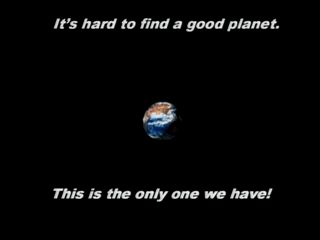 It's hard to find a good planet.
This is the only one we have!